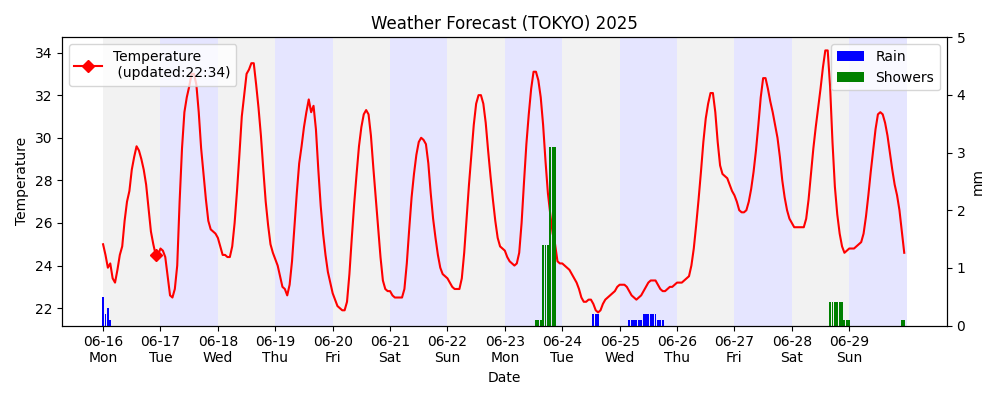 Weather Forecast (TOKYO) 2025
Temperature
(updated:22:34)
Rain
Showers
Temperature
34
32
30
28
26
24
22
5
4
3
2
1
0
mm
06-16 06-17 06-18 06-19 06-20 06-21 06-22 06-23 06-24 06-25 06-26 06-27 06-28 06-29
Mon Tue Wed Thu Fri Sat Sun Mon Tue Wed Thu Fri Sat Sun
Date